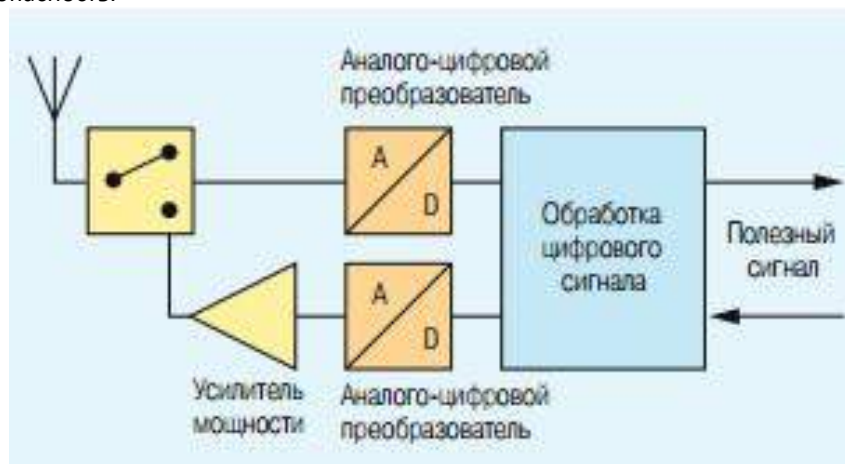 Аналого-цифровой
преобразователь
A
D
Обработка
цифрового
сигнала
Полезный
сигнал
A
D
Усилитель
мощности
Аналого-цифровой
преобразователь